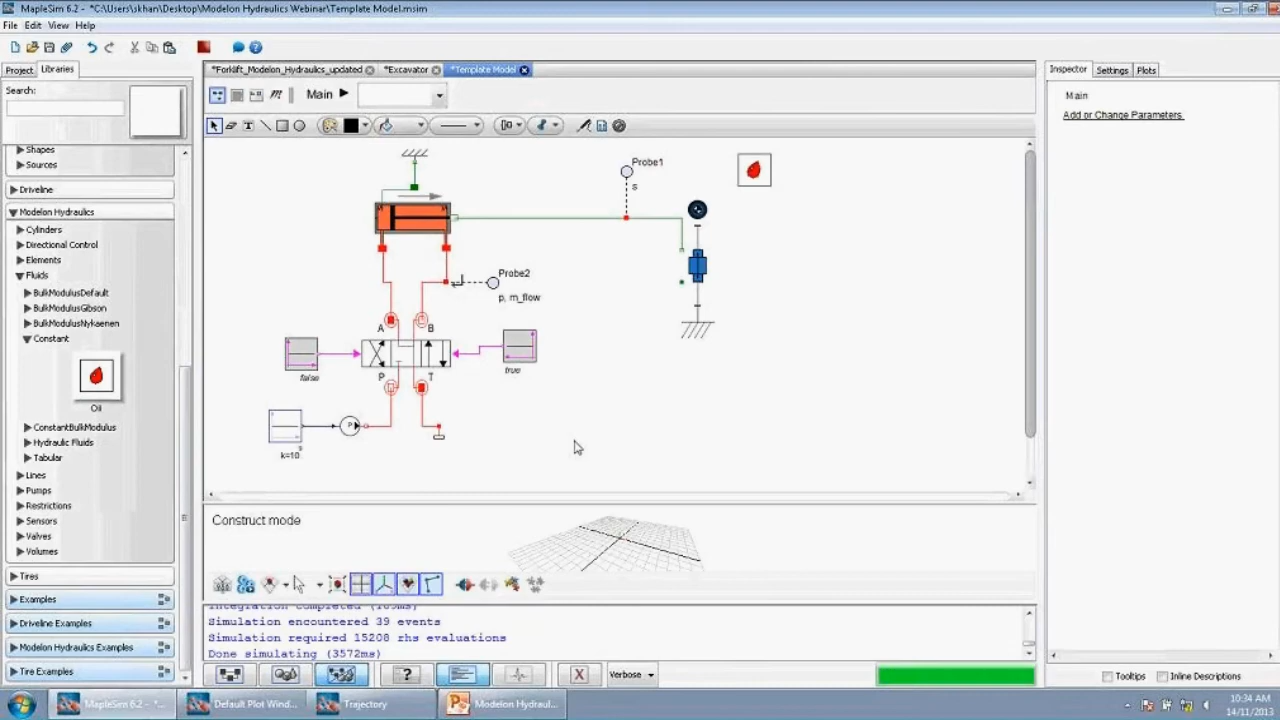 MapleSim 6.2 - *C:\Users\skhan\Desktop\Modelon Hydraulics Webinar\Template Model.msim
File Edit View Help
Project Libraries
*Forklift_Modelon_Hydraulics_updated *Excavator *Template Model
Inspector Settings Plots
Search:
Main
Main
Add or Change Parameters
Shapes
Sources
Driveline
Modelon Hydraulics
Cylinders
Directional Control
Elements
Fluids
BulkModulusDefault
BulkModulusGibson
BulkModulusNykaenen
Constant
Oil
ConstantBulkModulus
Hydraulic Fluids
Tabular
Lines
Pumps
Restrictions
Sensors
Valves
Volumes
Tires
Examples
Driveline Examples
Modelon Hydraulics Examples
Tire Examples
Probe1
s
Probe2
p, m_flow
A B
false
true
P T
P
k=10
Construct mode
Integration completed (169ms)
Simulation encountered 39 events
Simulation required 15208 rhs evaluations
Done simulating (3572ms)
? X Verbose
Tooltips Inline Descriptions
MapleSim 6.2 - *... Default Plot Wind... Trajectory Modelon Hydraul...
10:34 AM
14/11/2013